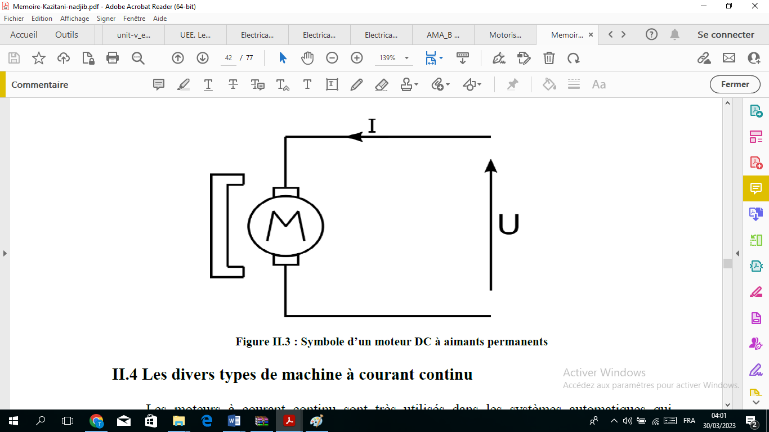 Memoire-Kazitani-nadjib.pdf - Adobe Acrobat Reader (64-bit)
Fichier Edition Affichage Signer Fenêtre Aide
Accueil Outils unit-v_e... UEE. Le... Electrica... Electrica... Electrica... AMA_B ... Motoris... Memoir... × ? Se connecter
42 / 77 139%
Commentaire T T T T T T Aa Fermer
I
M
U
Figure II.3 : Symbole d'un moteur DC à aimants permanents
II.4 Les divers types de machine à courant continu
Activer Windows
Accédez aux paramètres pour activer Windows.
Les moteurs à courant continu sont très utilisés dans les systèmes automatiques qui
FRA
04:01
30/03/2023
2